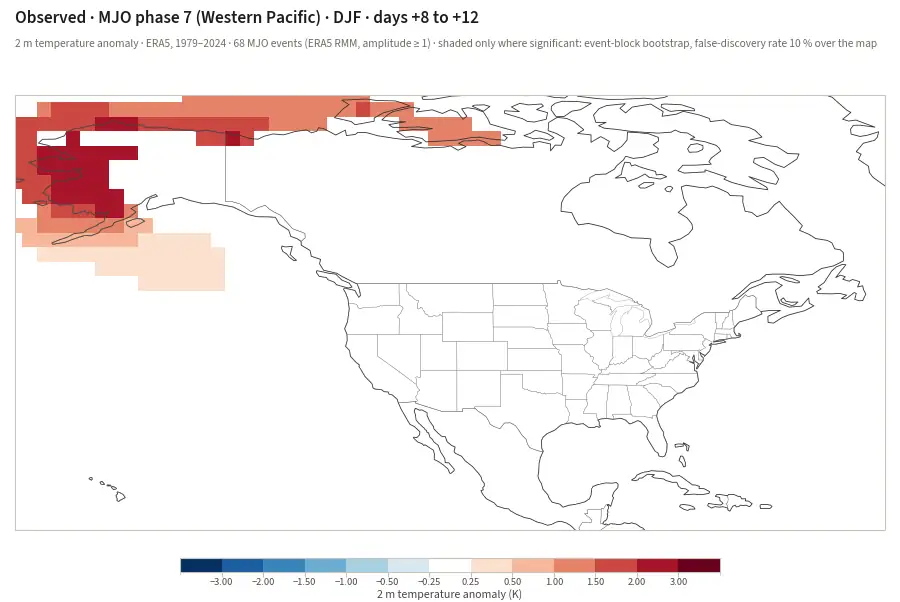 Observed · MJO phase 7 (Western Pacific) · DJF · days +8 to +12
2 m temperature anomaly · ERA5, 1979–2024 · 68 MJO events (ERA5 RMM, amplitude ≥ 1) · shaded only where significant: event-block bootstrap, false-discovery rate 10 % over the map
−3.00 −2.00 −1.50 −1.00 −0.50 −0.25 0.25 0.50 1.00 1.50 2.00 3.00
2 m temperature anomaly (K)